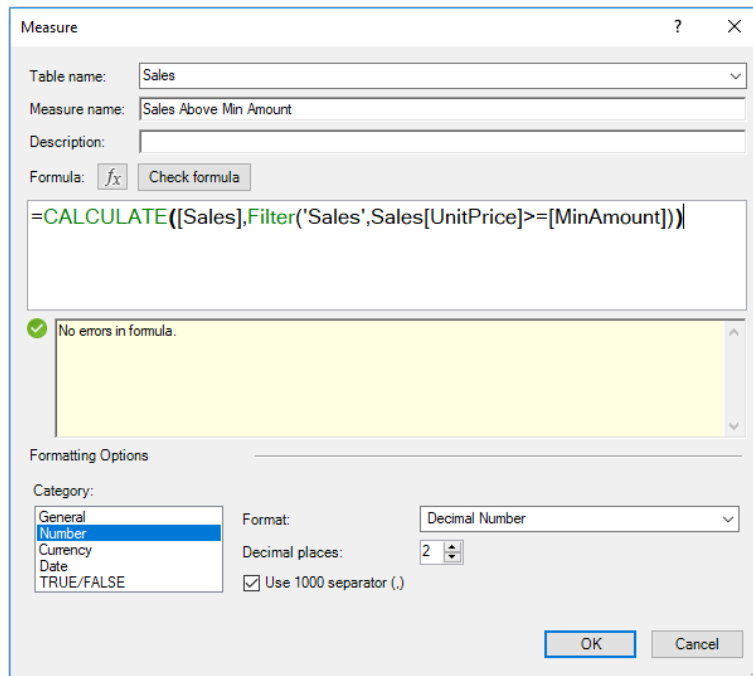 Measure ?
Table name: Sales
Measure name: Sales Above Min Amount
Description:
Formula: fx Check formula
=CALCULATE([Sales],Filter('Sales',Sales[UnitPrice]>=[MinAmount]))
No errors in formula.
Formatting Options
Category:
General
Number
Currency
Date
TRUE/FALSE
Format: Decimal Number
Decimal places: 2
Use 1000 separator (,)
OK Cancel